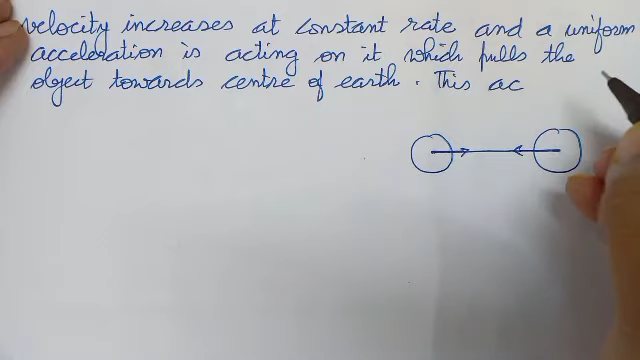 velocity increases at constant rate and a uniform
acceleration is acting on it which pulls the
object towards centre of earth. This ac